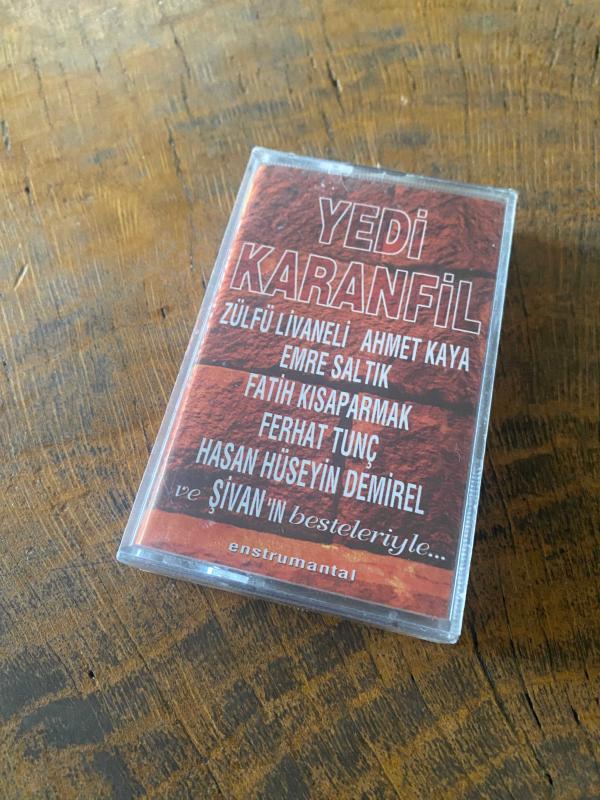 YEDİ
KARANFİL
ZÜLFÜ LİVANELİ AHMET KAYA
EMRE SALTIK
FATİH KISAPARMAK
FERHAT TUNÇ
HASAN HÜSEYİN DEMİREL
ve ŞİVAN'IN besteleriyle...
enstrumantal